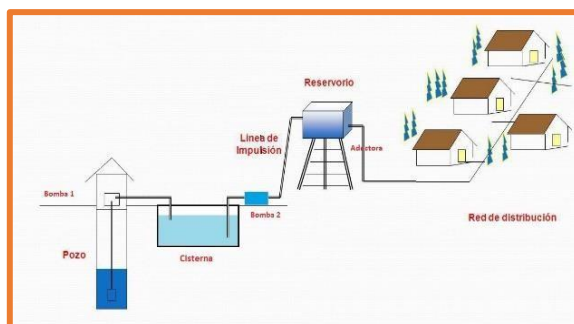 Reservorio
Linea de
Impulsión
Aductora
Bomba 1
Bomba 2
Red de distribución
Pozo
Cisterna